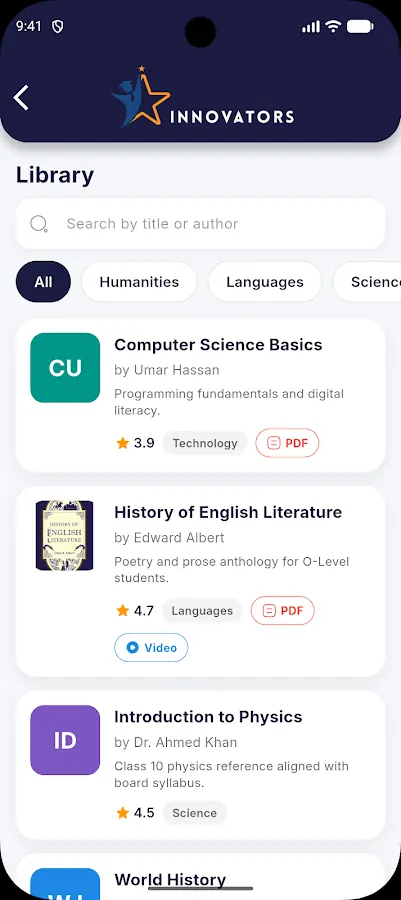 9:41
INNOVATORS
Library
Search by title or author
All
Humanities
Languages
Science
CU
Computer Science Basics
by Umar Hassan
Programming fundamentals and digital
literacy.
3.9
Technology
PDF
HISTORY OF
ENGLISH
LITERATURE
History of English Literature
by Edward Albert
Poetry and prose anthology for O-Level
students.
4.7
Languages
PDF
Video
ID
Introduction to Physics
by Dr. Ahmed Khan
Class 10 physics reference aligned with
board syllabus.
4.5
Science
World History